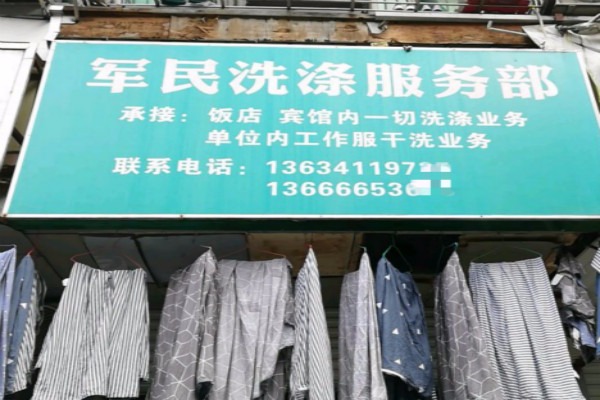 军民洗涤服务部
承接：饭店 宾馆内一切洗涤业务
单位内工作服干洗业务
联系电话：136341197
136666536